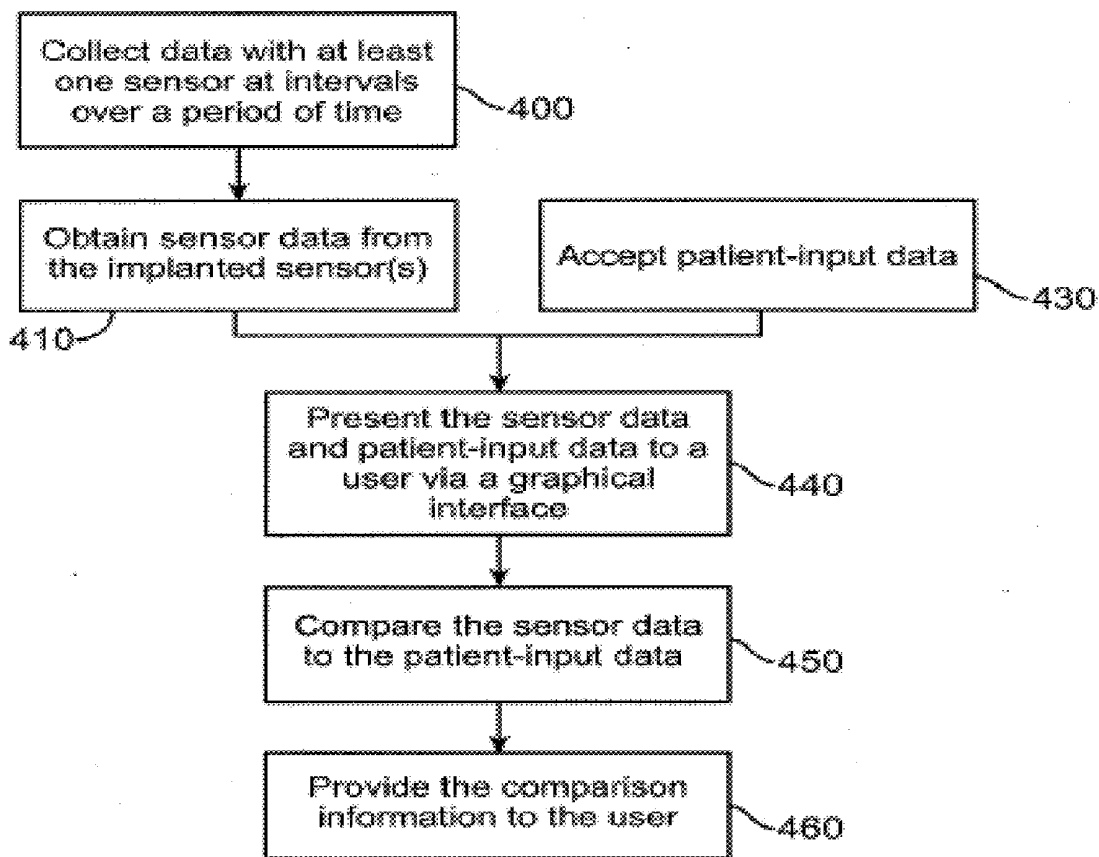 Collect data with at least
one sensor at intervals
over a period of time
400
Obtain sensor data from
the implanted sensor(s)
410
Accept patient-input data
430
Present the sensor data
and patient-input data to a
user via a graphical
interface
440
Compare the sensor data
to the patient-input data
450
Provide the comparison
information to the user
460